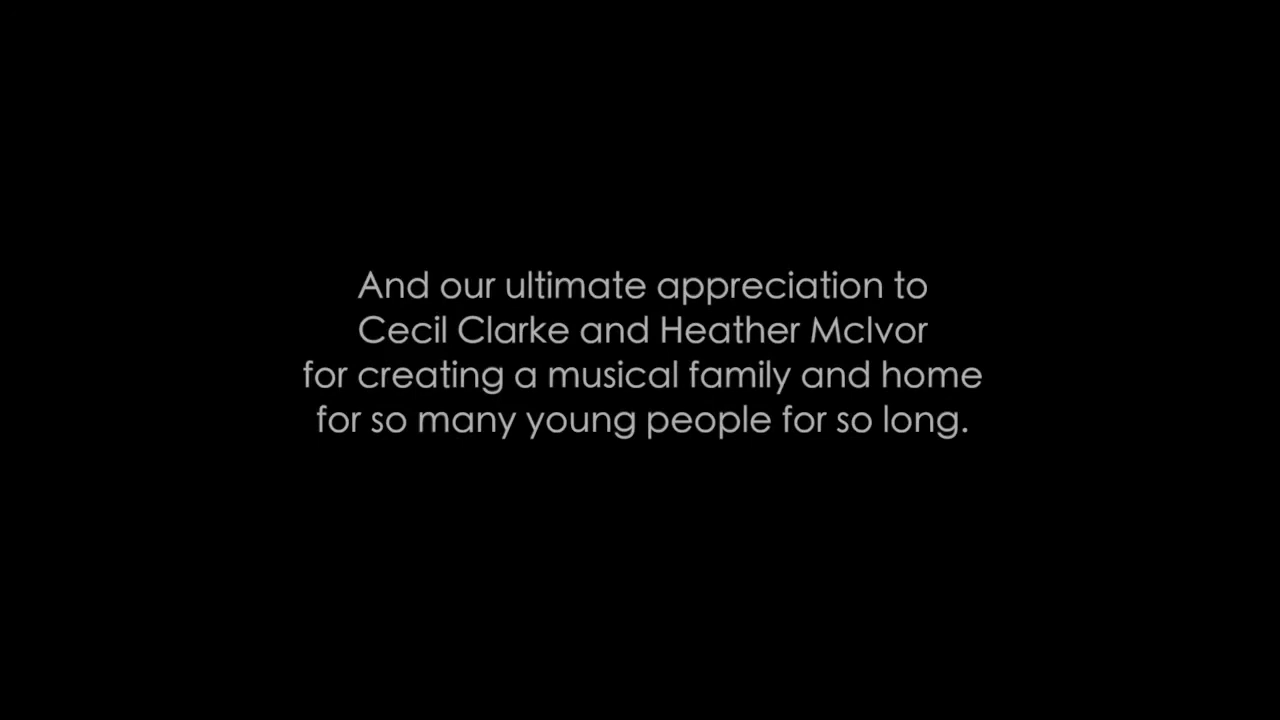 And our ultimate appreciation to
Cecil Clarke and Heather McIvor
for creating a musical family and home
for so many young people for so long.